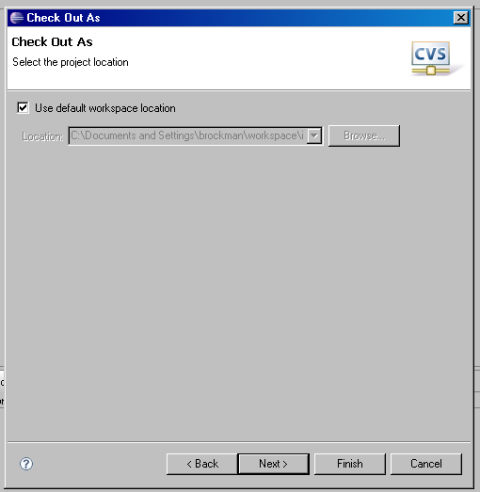 Check Out As
Check Out As
Select the project location
CVS
Use default workspace location
Location: C:\Documents and Settings\brockman\workspace\i Browse...
? < Back Next > Finish Cancel